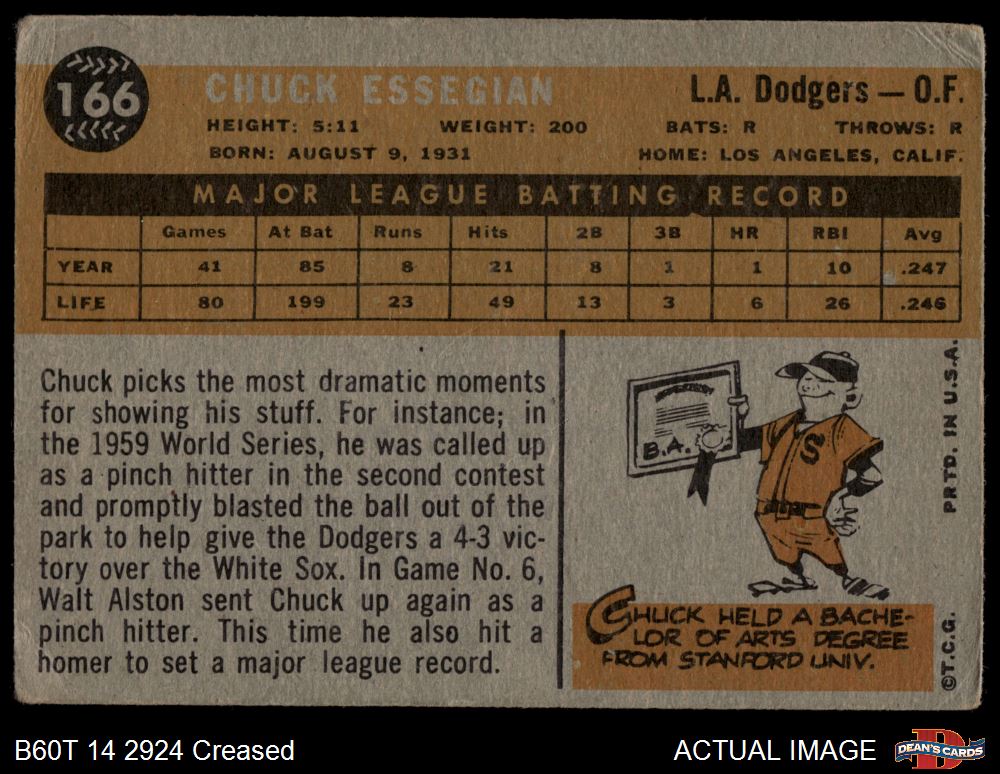 166
CHUCK ESSEGIAN
L.A. Dodgers — O.F.
HEIGHT: 5:11 WEIGHT: 200 BATS: R THROWS: R
BORN: AUGUST 9, 1931 HOME: LOS ANGELES, CALIF.
MAJOR LEAGUE BATTING RECORD
Games At Bat Runs Hits 2B 3B HR RBI Avg
YEAR 41 85 8 21 8 1 1 10 .247
LIFE 80 199 23 49 13 3 6 26 .246
Chuck picks the most dramatic moments
for showing his stuff. For instance; in
the 1959 World Series, he was called up
as a pinch hitter in the second contest
and promptly blasted the ball out of the
park to help give the Dodgers a 4-3 vic-
tory over the White Sox. In Game No. 6,
Walt Alston sent Chuck up again as a
pinch hitter. This time he also hit a
homer to set a major league record.
B.A.
S
CHUCK HELD A BACHE-
LOR OF ARTS DEGREE
FROM STANFORD UNIV.
©T.C.G. PRTD. IN U.S.A.
B60T 14 2924 Creased
ACTUAL IMAGE
D
DEAN'S CARDS